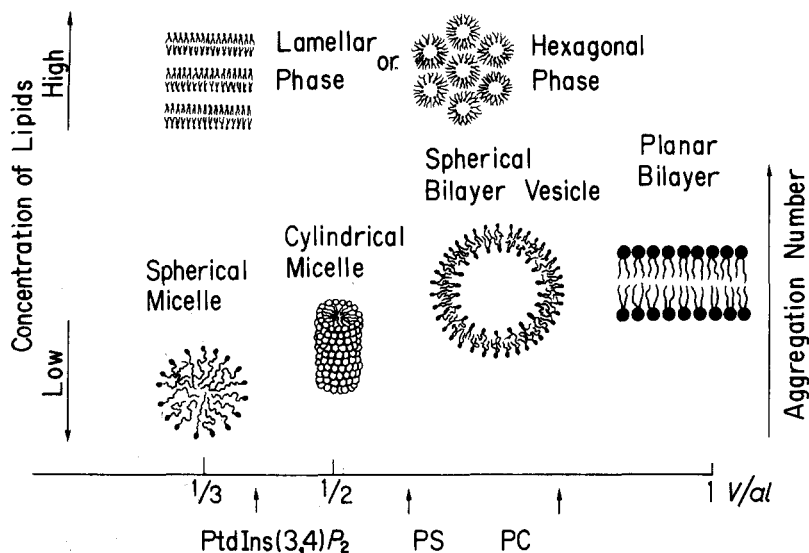 Concentration of Lipids
High
Low
Lamellar
Phase
or
Hexagonal
Phase
Spherical
Bilayer Vesicle
Planar
Bilayer
Cylindrical
Micelle
Spherical
Micelle
Aggregation Number
1/3
1/2
1
V/al
PtdIns(3,4)P₂
PS
PC